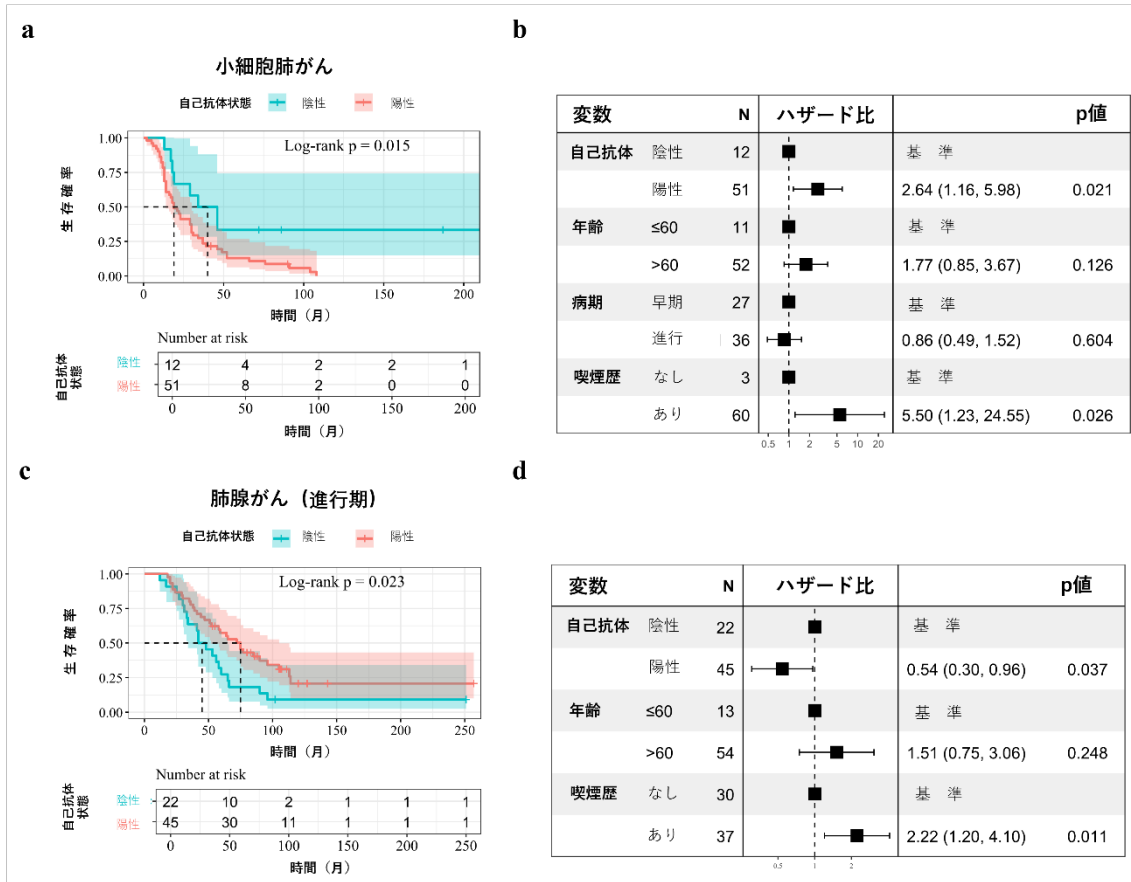 a
小細胞肺がん
自己抗体状態 陰性 陽性
Log-rank p = 0.015
生存確率
1.00
0.75
0.50
0.25
0.00
0 50 100 150 200
時間（月）
Number at risk
自己抗体状態
陰性 12 4 2 2 1
陽性 51 8 2 0 0
0 50 100 150 200
時間（月）
b
変数 N ハザード比 p値
自己抗体 陰性 12 基 準
陽性 51 2.64 (1.16, 5.98) 0.021
年齢 ≤60 11 基 準
>60 52 1.77 (0.85, 3.67) 0.126
病期 早期 27 基 準
進行 36 0.86 (0.49, 1.52) 0.604
喫煙歴 なし 3 基 準
あり 60 5.50 (1.23, 24.55) 0.026
0.5 1 2 5 10 20
c
肺腺がん（進行期）
自己抗体状態 陰性 陽性
Log-rank p = 0.023
生存確率
1.00
0.75
0.50
0.25
0.00
0 50 100 150 200 250
時間（月）
Number at risk
自己抗体状態
陰性 22 10 2 1 1 1
陽性 45 30 11 1 1 1
0 50 100 150 200 250
時間（月）
d
変数 N ハザード比 p値
自己抗体 陰性 22 基 準
陽性 45 0.54 (0.30, 0.96) 0.037
年齢 ≤60 13 基 準
>60 54 1.51 (0.75, 3.06) 0.248
喫煙歴 なし 30 基 準
あり 37 2.22 (1.20, 4.10) 0.011
0.5 1 2